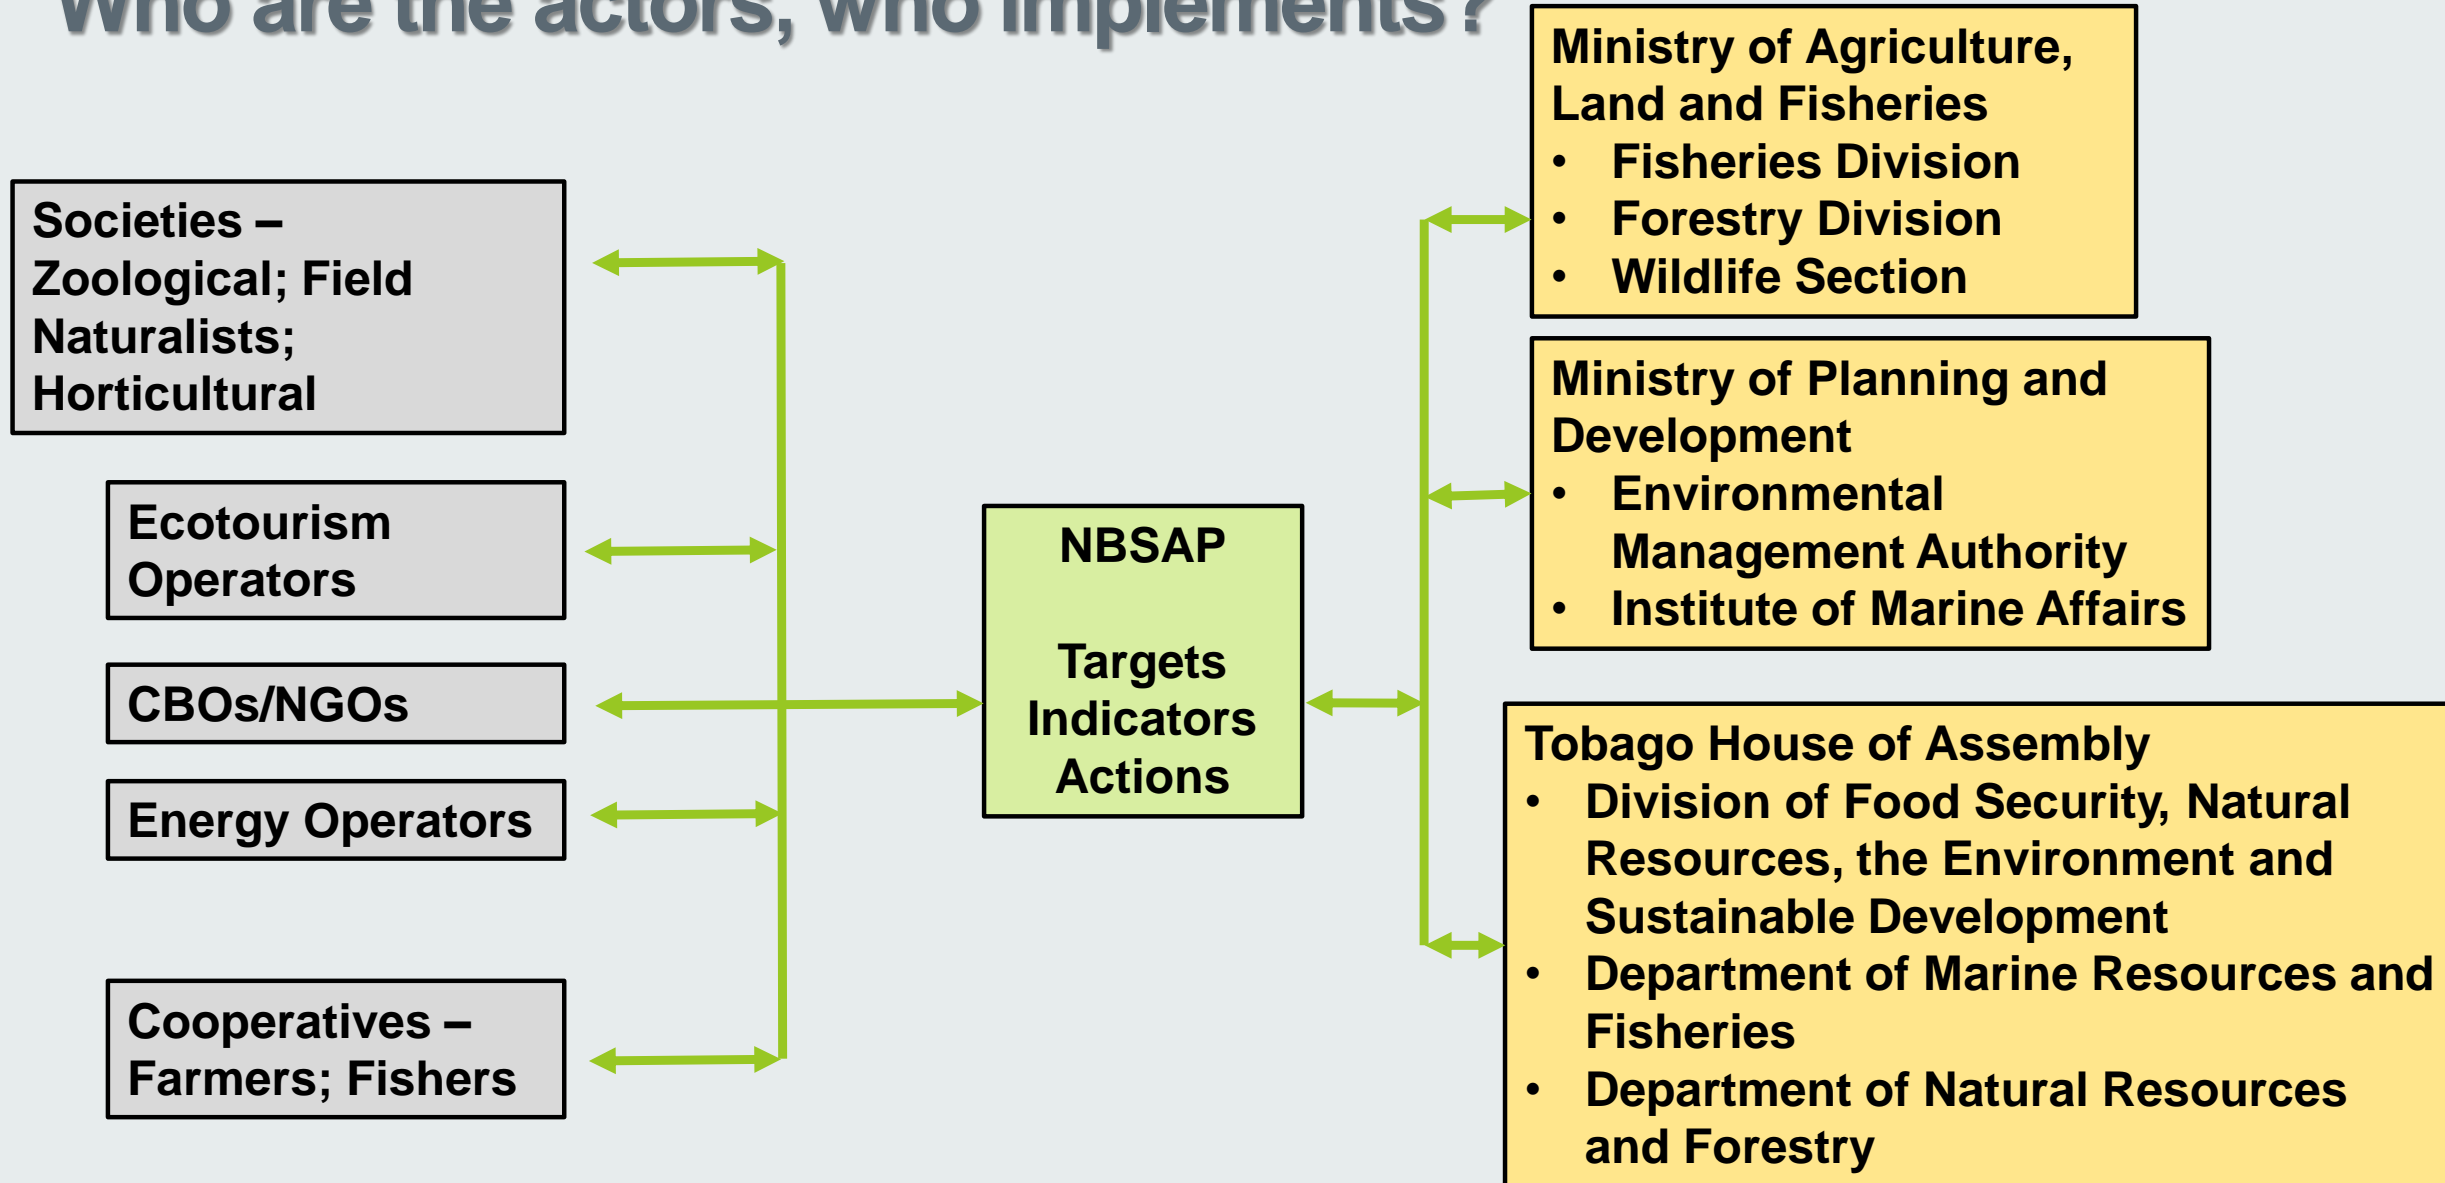 Who are the actors, who implements?
Societies –
Zoological; Field
Naturalists;
Horticultural
Ecotourism
Operators
CBOs/NGOs
Energy Operators
Cooperatives –
Farmers; Fishers
NBSAP
Targets
Indicators
Actions
Ministry of Agriculture,
Land and Fisheries
• Fisheries Division
• Forestry Division
• Wildlife Section
Ministry of Planning and
Development
• Environmental
Management Authority
• Institute of Marine Affairs
Tobago House of Assembly
• Division of Food Security, Natural
Resources, the Environment and
Sustainable Development
• Department of Marine Resources and
Fisheries
• Department of Natural Resources
and Forestry